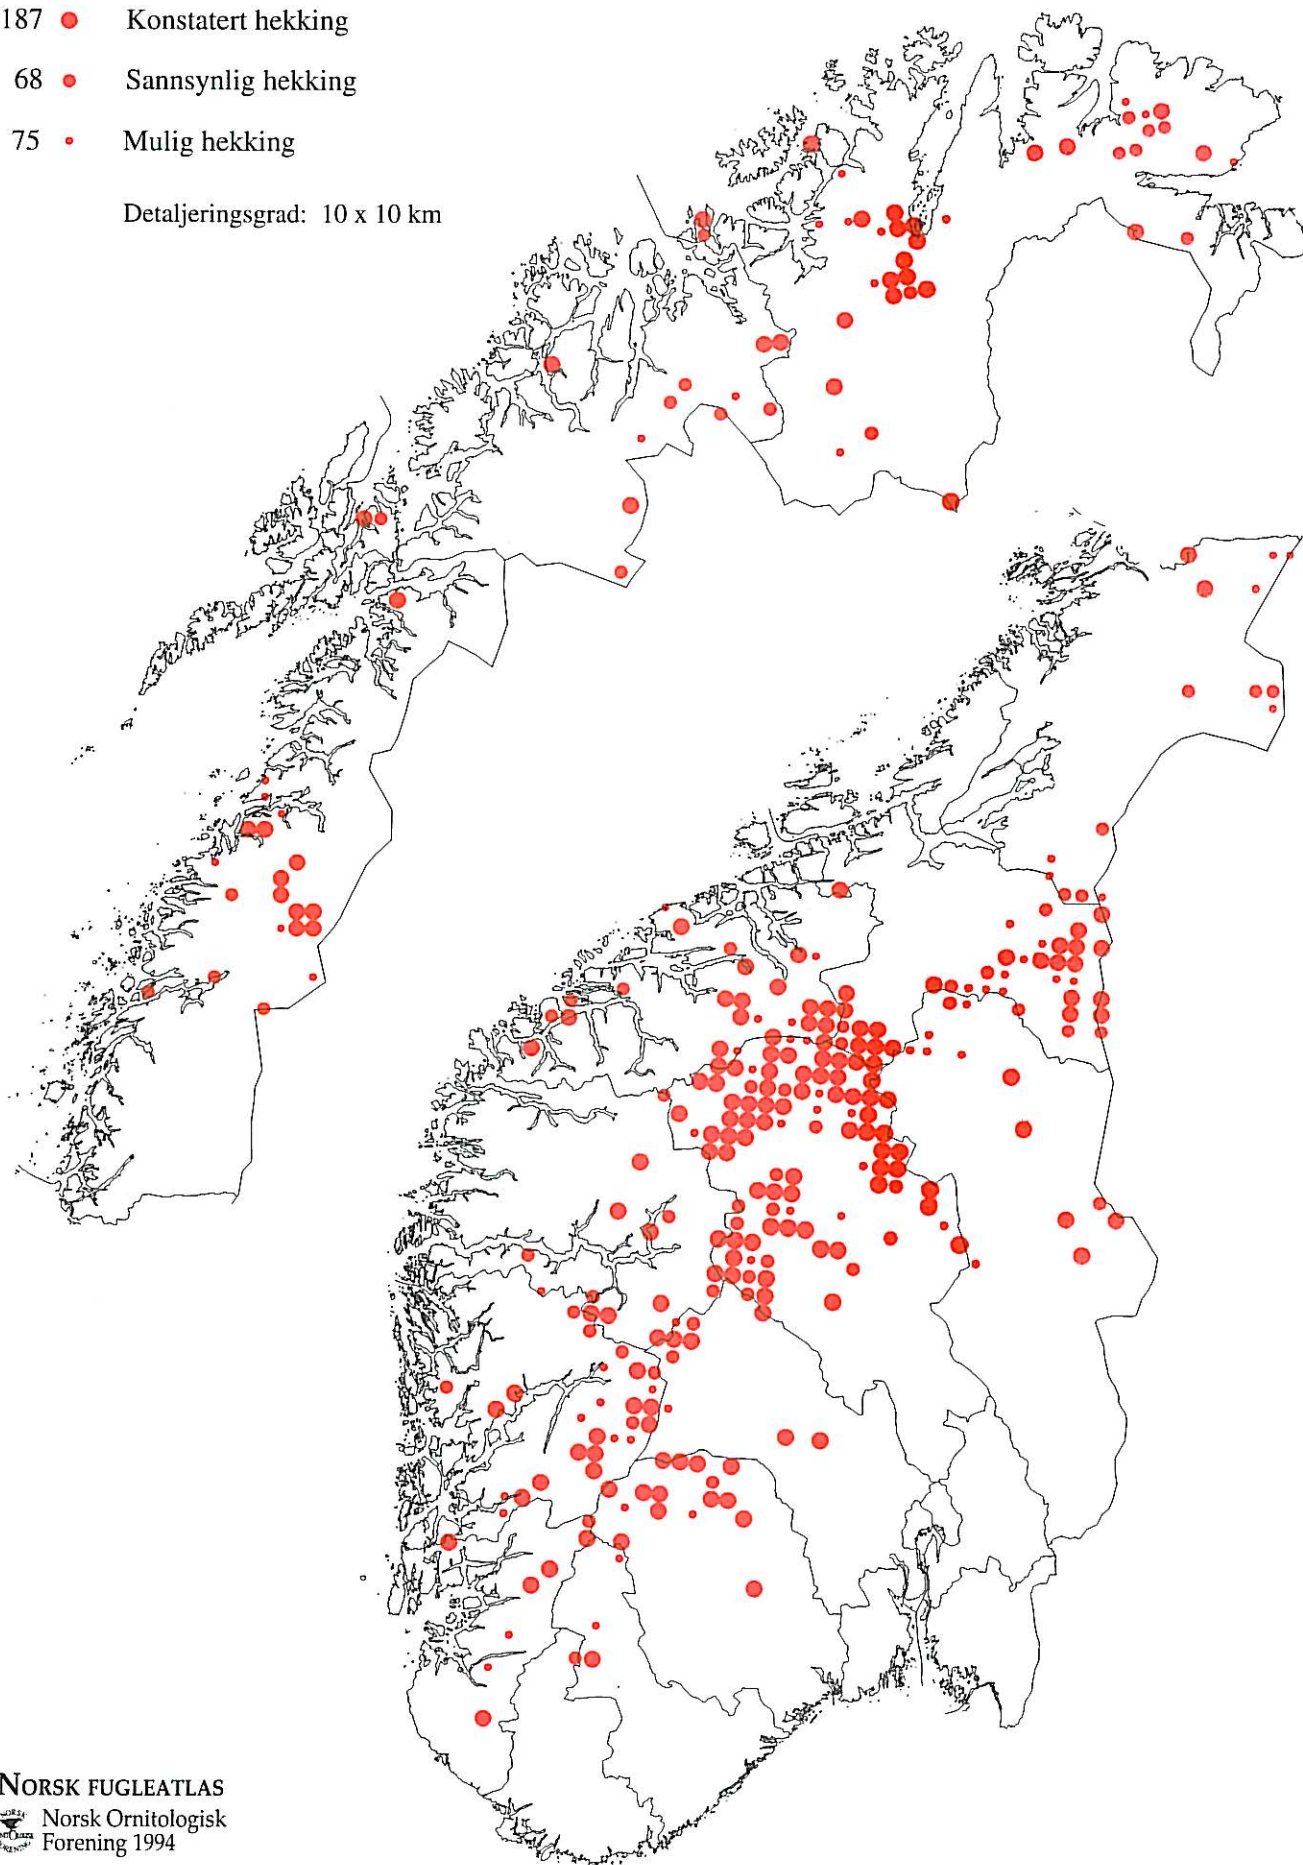 187 Konstatert hekking
68 Sannsynlig hekking
75 Mulig hekking
Detaljeringsgrad: 10 x 10 km
NORSK FUGLEATLAS
Norsk Ornitologisk
Forening 1994